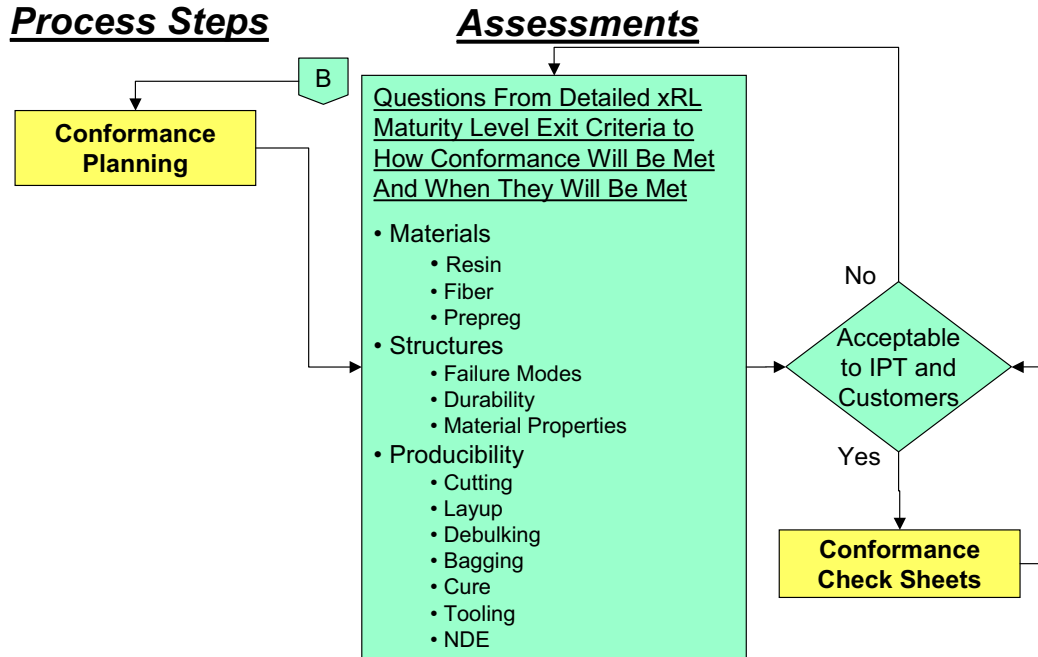 Process Steps
Assessments
B
Conformance
Planning
Questions From Detailed xRL
Maturity Level Exit Criteria to
How Conformance Will Be Met
And When They Will Be Met
• Materials
• Resin
• Fiber
• Prepreg
• Structures
• Failure Modes
• Durability
• Material Properties
• Producibility
• Cutting
• Layup
• Debulking
• Bagging
• Cure
• Tooling
• NDE
No
Acceptable
to IPT and
Customers
Yes
Conformance
Check Sheets